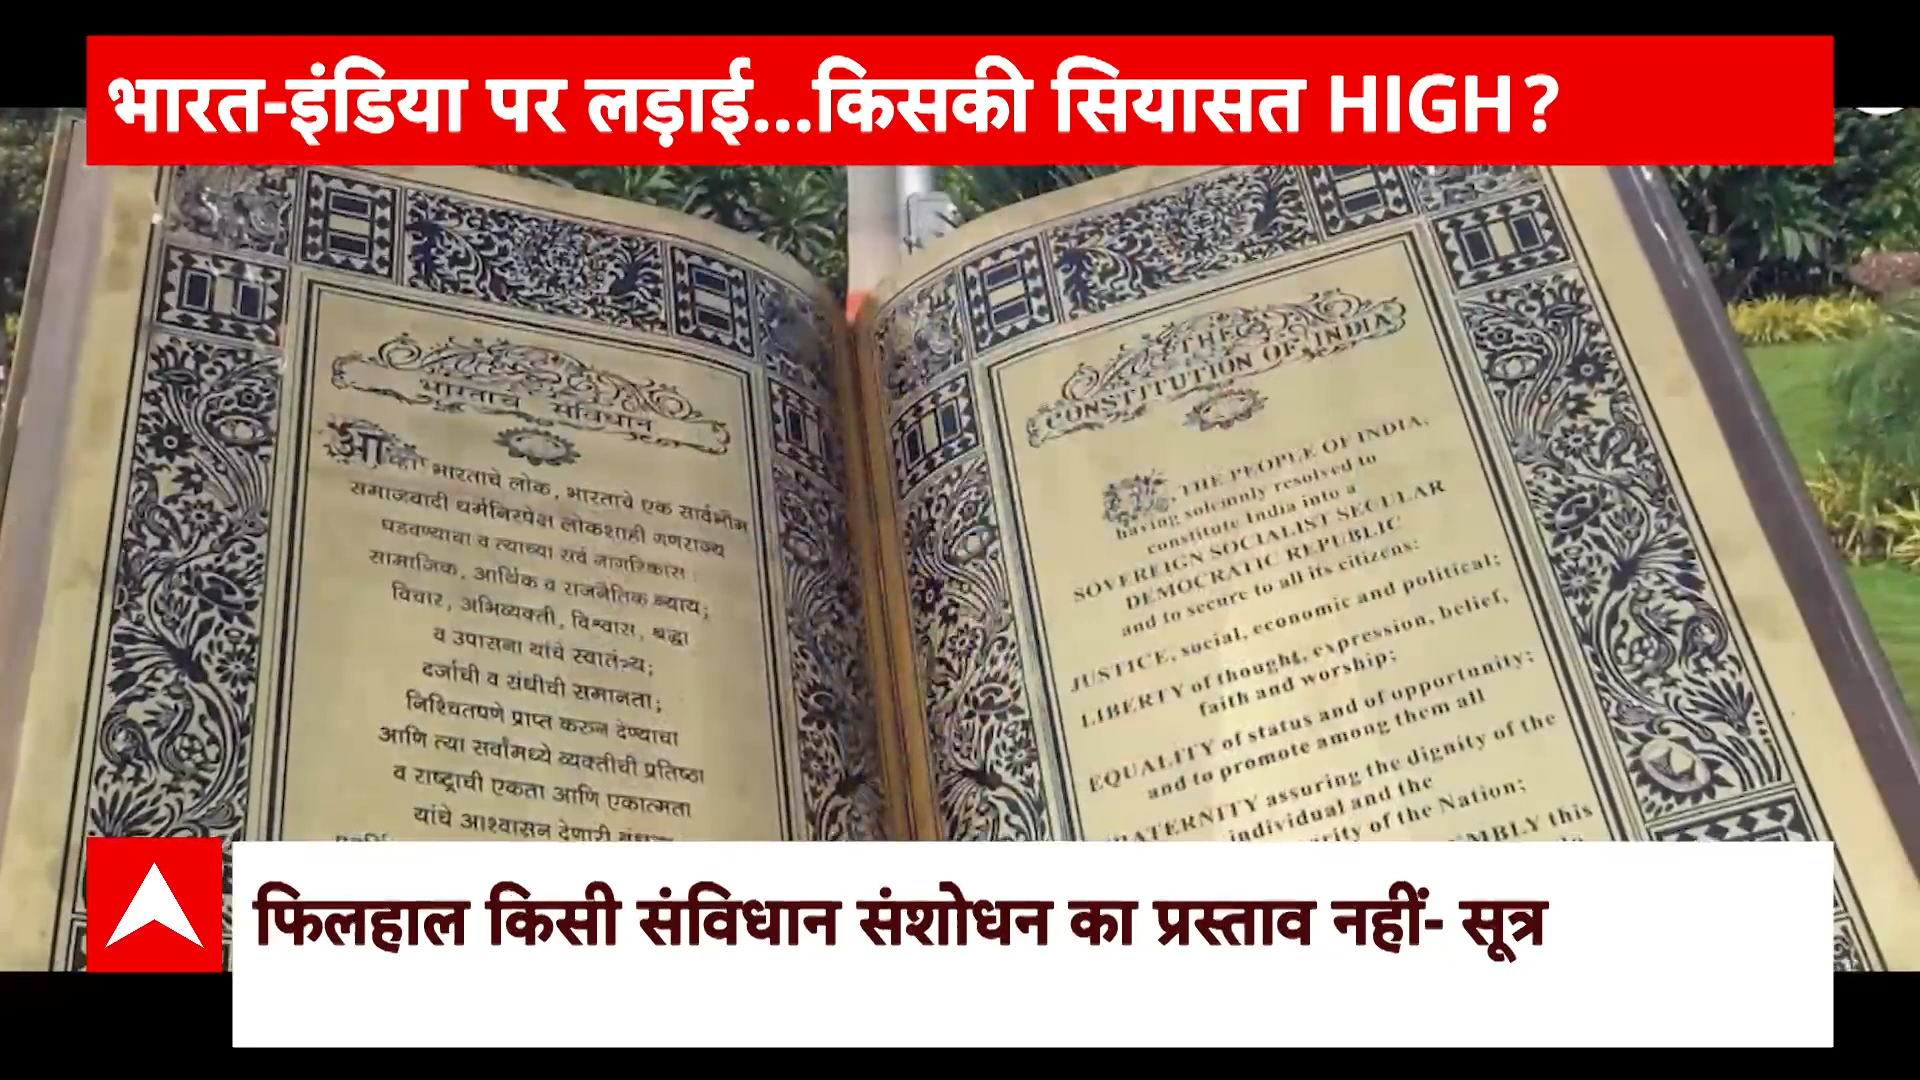 भारत-इंडिया पर लड़ाई...किसकी सियासत HIGH?
भारताचे संविधान
आम्ही भारताचे लोक, भारताचे एक सार्वभौम
समाजवादी धर्मनिरपेक्ष लोकशाही गणराज्य
घडवण्याचा व त्याच्या सर्व नागरिकांस:
सामाजिक, आर्थिक व राजनैतिक न्याय;
विचार, अभिव्यक्ती, विश्वास, श्रद्धा
व उपासना यांचे स्वातंत्र्य;
दर्जाची व संधीची समानता;
निश्चितपणे प्राप्त करुन देण्याचा
आणि त्या सर्वांमध्ये व्यक्तीची प्रतिष्ठा
व राष्ट्राची एकता आणि एकात्मता
यांचे आश्वासन देणारी
THE
CONSTITUTION OF INDIA
WE, THE PEOPLE OF INDIA,
having solemnly resolved to
constitute India into a
SOVEREIGN SOCIALIST SECULAR
DEMOCRATIC REPUBLIC
and to secure to all its citizens:
JUSTICE, social, economic and political;
LIBERTY of thought, expression, belief,
faith and worship;
EQUALITY of status and of opportunity;
and to promote among them all
FRATERNITY assuring the dignity of the
individual and the
of the Nation;
this
फिलहाल किसी संविधान संशोधन का प्रस्ताव नहीं- सूत्र